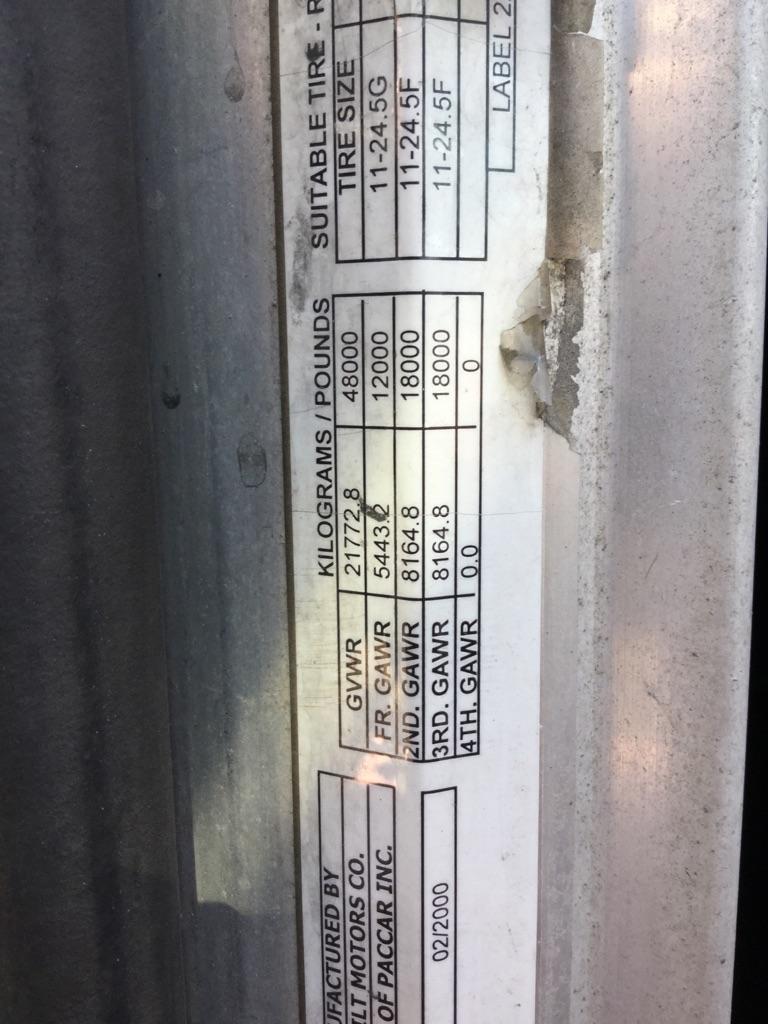 UFACTURED BY
ILT MOTORS CO.
OF PACCAR INC.
02/2000
KILOGRAMS / POUNDS
GVWR 21772.8 48000
FR. GAWR 5443.2 12000
2ND. GAWR 8164.8 18000
3RD. GAWR 8164.8 18000
4TH. GAWR 0.0 0
SUITABLE TIRE - R
TIRE SIZE
11-24.5G
11-24.5F
11-24.5F
LABEL 2